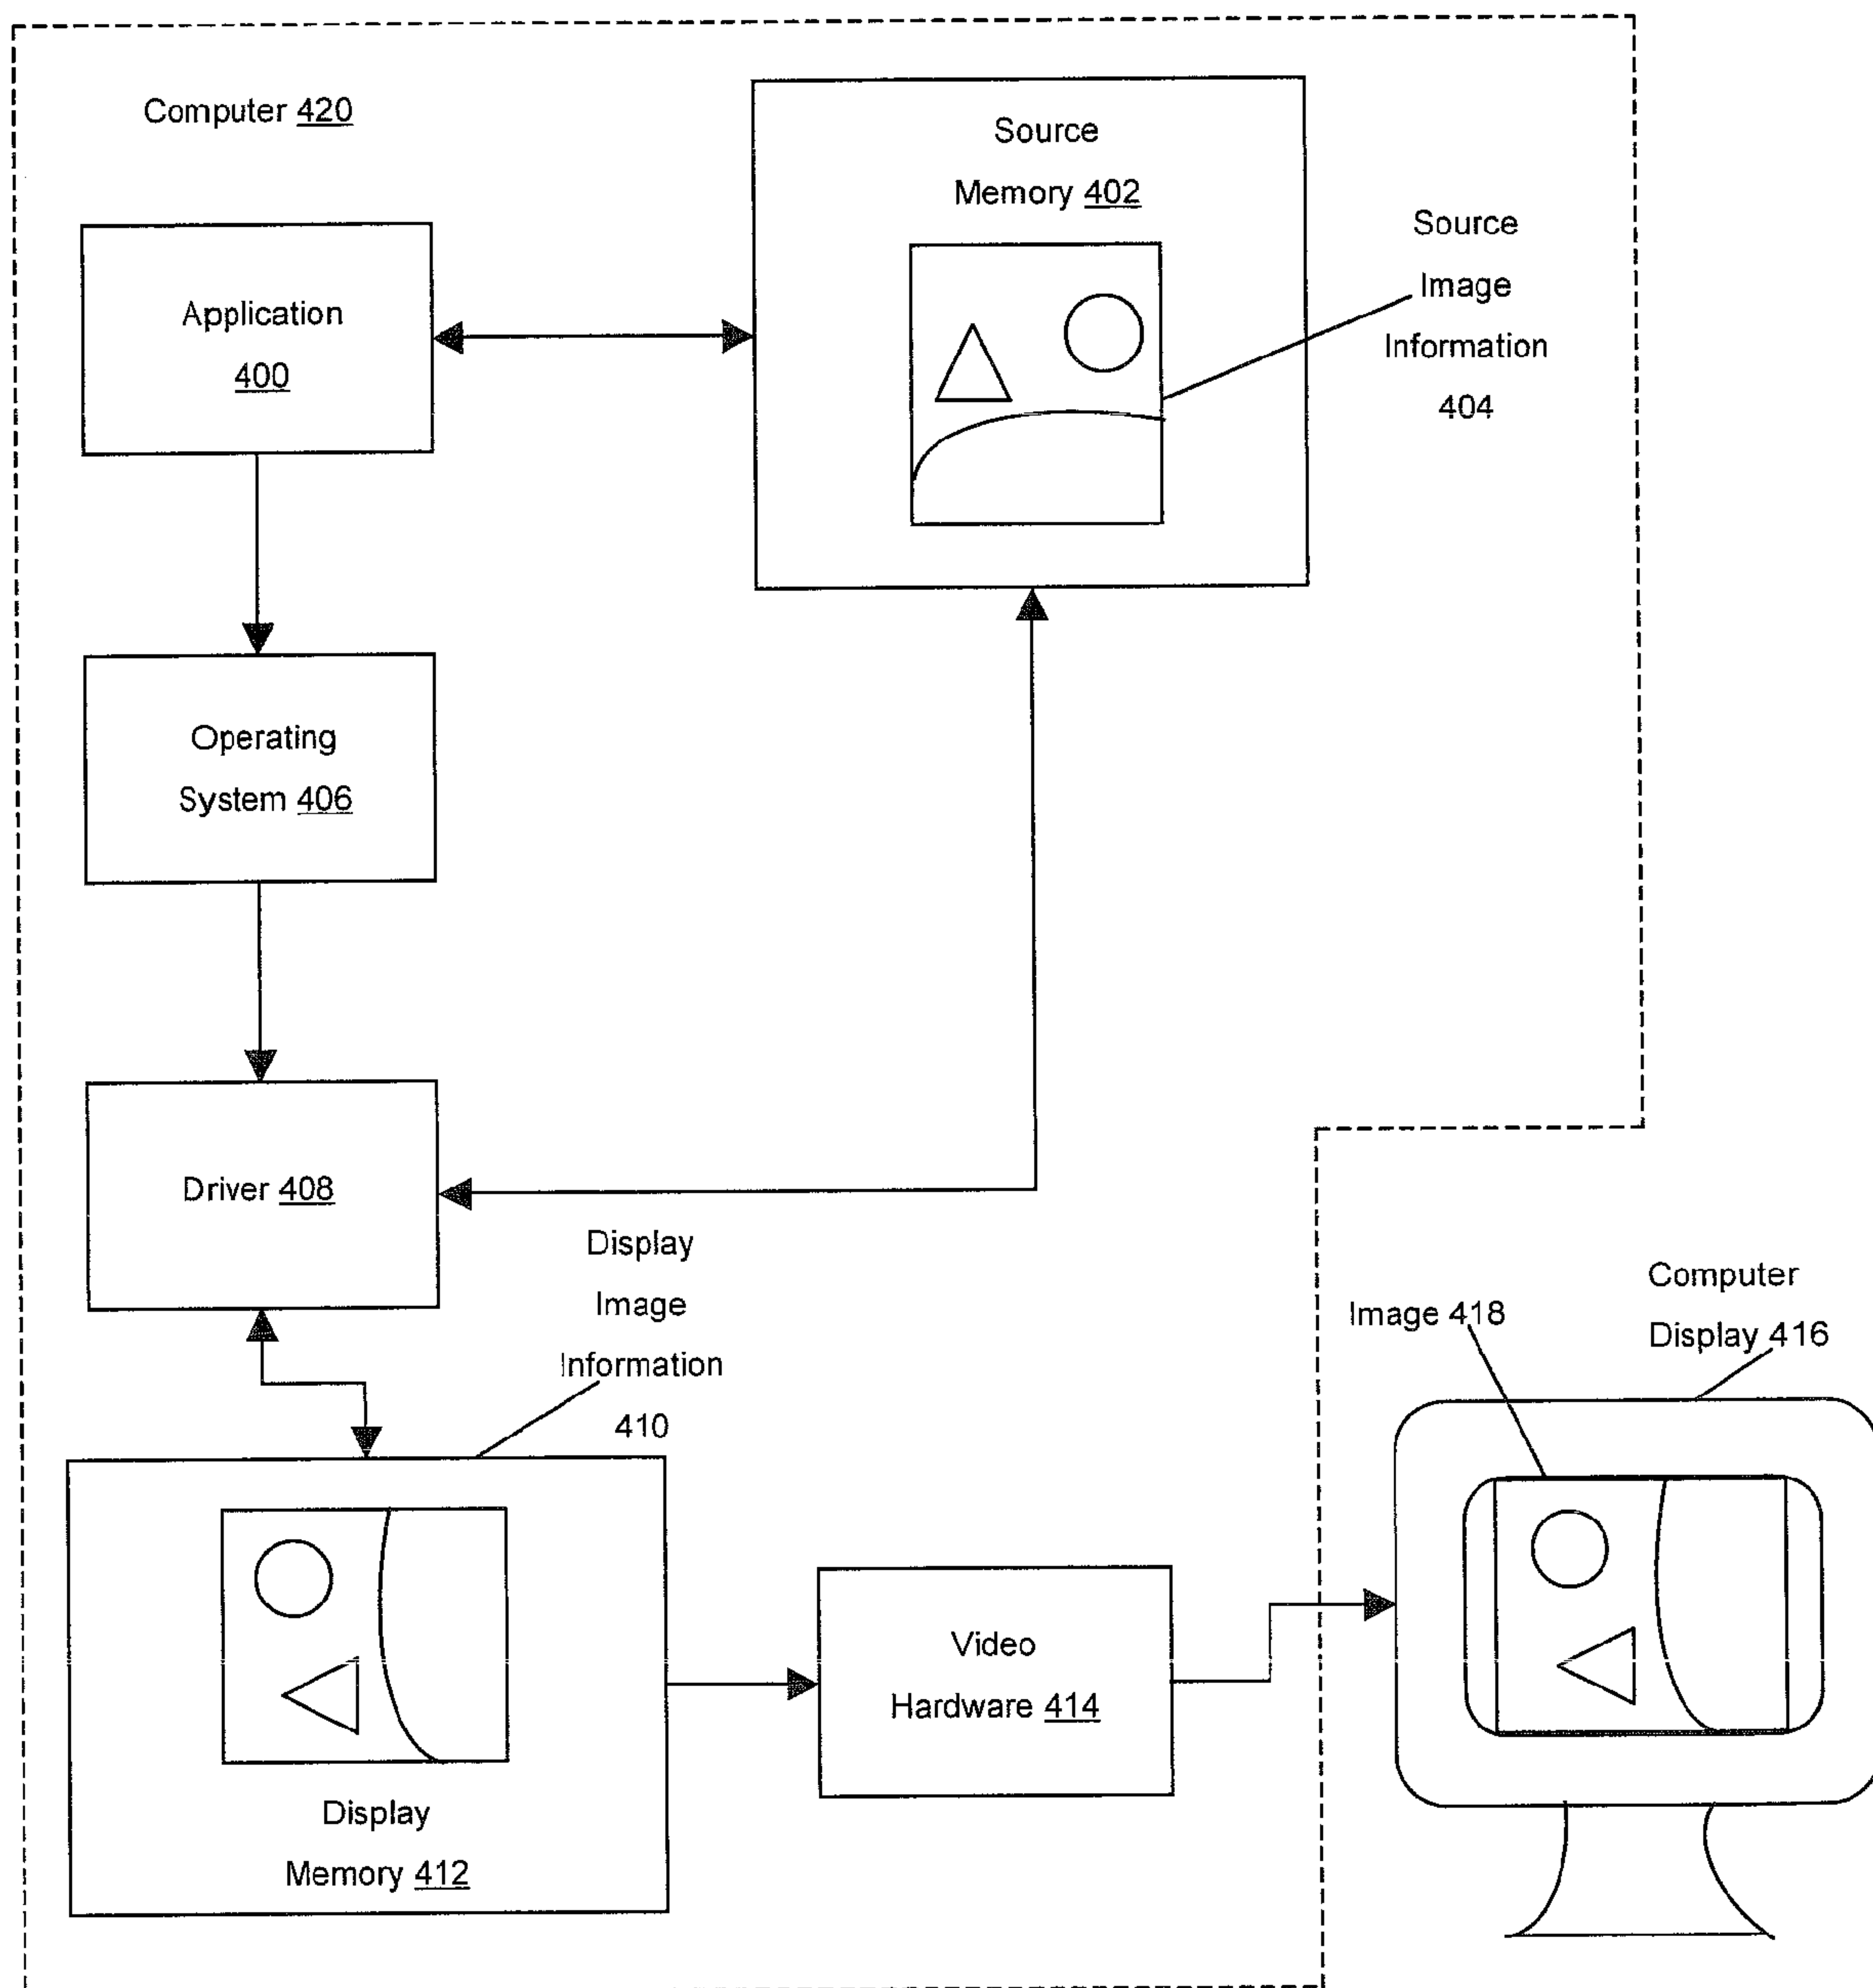 Computer 420
Source
Memory 402
Source
Image
Information
404
Application
400
Operating
System 406
Driver 408
Display
Image
Information
410
Computer
Display 416
Image 418
Video
Hardware 414
Display
Memory 412